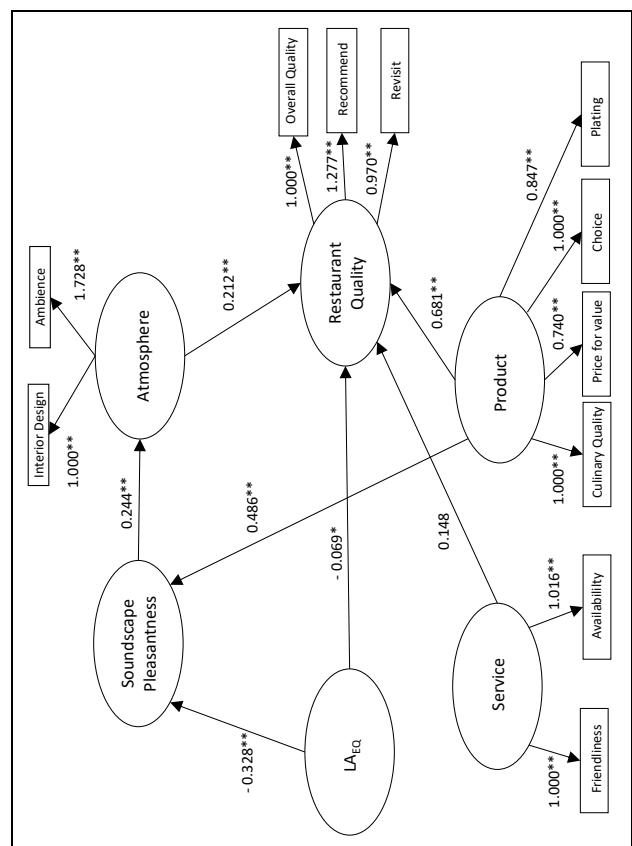 Interior Design
Ambience
1.000**
1.728**
Atmosphere
Soundscape
Pleasantness
0.244**
0.212**
Overall Quality
Recommend
Revisit
1.000**
1.277**
0.970**
Restaurant
Quality
- 0.328**
LA_EQ
- 0.069*
0.486**
0.148
0.681**
Service
Product
1.000**
1.016**
1.000**
0.740**
1.000**
0.847**
Friendliness
Availablility
Culinary Quality
Price for value
Choice
Plating